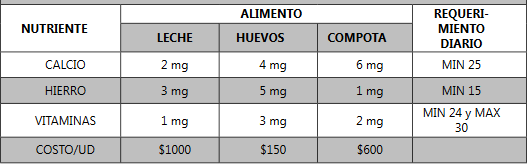 NUTRIENTE ALIMENTO REQUERI-
MIENTO
DIARIO
LECHE HUEVOS COMPOTA
CALCIO 2 mg 4 mg 6 mg MIN 25
HIERRO 3 mg 5 mg 1 mg MIN 15
VITAMINAS 1 mg 3 mg 2 mg MIN 24 y MAX
30
COSTO/UD $1000 $150 $600